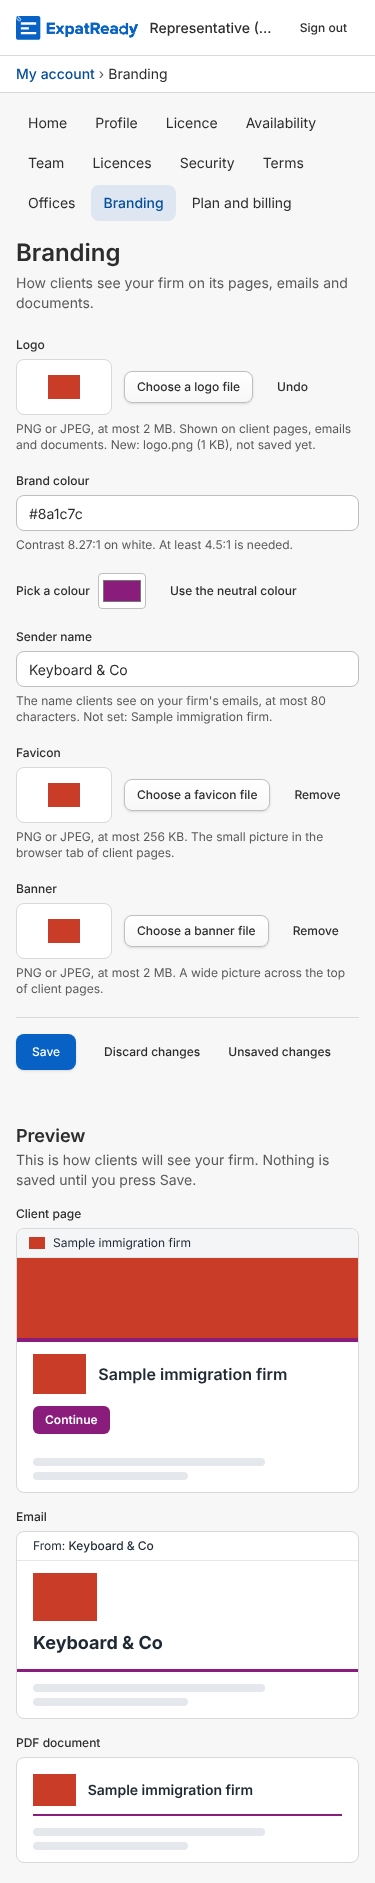 ExpatReady Representative (... Sign out
My account › Branding
Home Profile Licence Availability
Team Licences Security Terms
Offices Branding Plan and billing
Branding
How clients see your firm on its pages, emails and
documents.
Logo
Choose a logo file Undo
PNG or JPEG, at most 2 MB. Shown on client pages, emails
and documents. New: logo.png (1 KB), not saved yet.
Brand colour
#8a1c7c
Contrast 8.27:1 on white. At least 4.5:1 is needed.
Pick a colour Use the neutral colour
Sender name
Keyboard & Co
The name clients see on your firm's emails, at most 80
characters. Not set: Sample immigration firm.
Favicon
Choose a favicon file Remove
PNG or JPEG, at most 256 KB. The small picture in the
browser tab of client pages.
Banner
Choose a banner file Remove
PNG or JPEG, at most 2 MB. A wide picture across the top
of client pages.
Save Discard changes Unsaved changes
Preview
This is how clients will see your firm. Nothing is
saved until you press Save.
Client page
Sample immigration firm
Sample immigration firm
Continue
Email
From: Keyboard & Co
Keyboard & Co
PDF document
Sample immigration firm